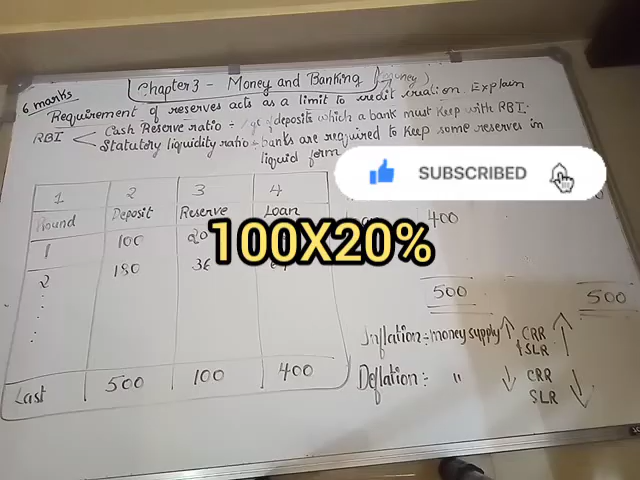 Chapter 3 - Money and Banking (money)
6 marks
Requirement of reserves acts as a limit to credit creation. Explain
RBI
Cash Reserve ratio :- % ge of deposits which a bank must keep with RBI.
Statutory liquidity ratio :- banks are required to keep some reserves in
liquid form
SUBSCRIBED
1 2 3 4
Round Deposit Reserve Loan
1 100 20
100X20%
2 180 36
400
500 500
Last 500 100 400
Inflation :- money supply ↑ CRR ↑
↑ SLR
Deflation :- " ↓ CRR ↓
SLR